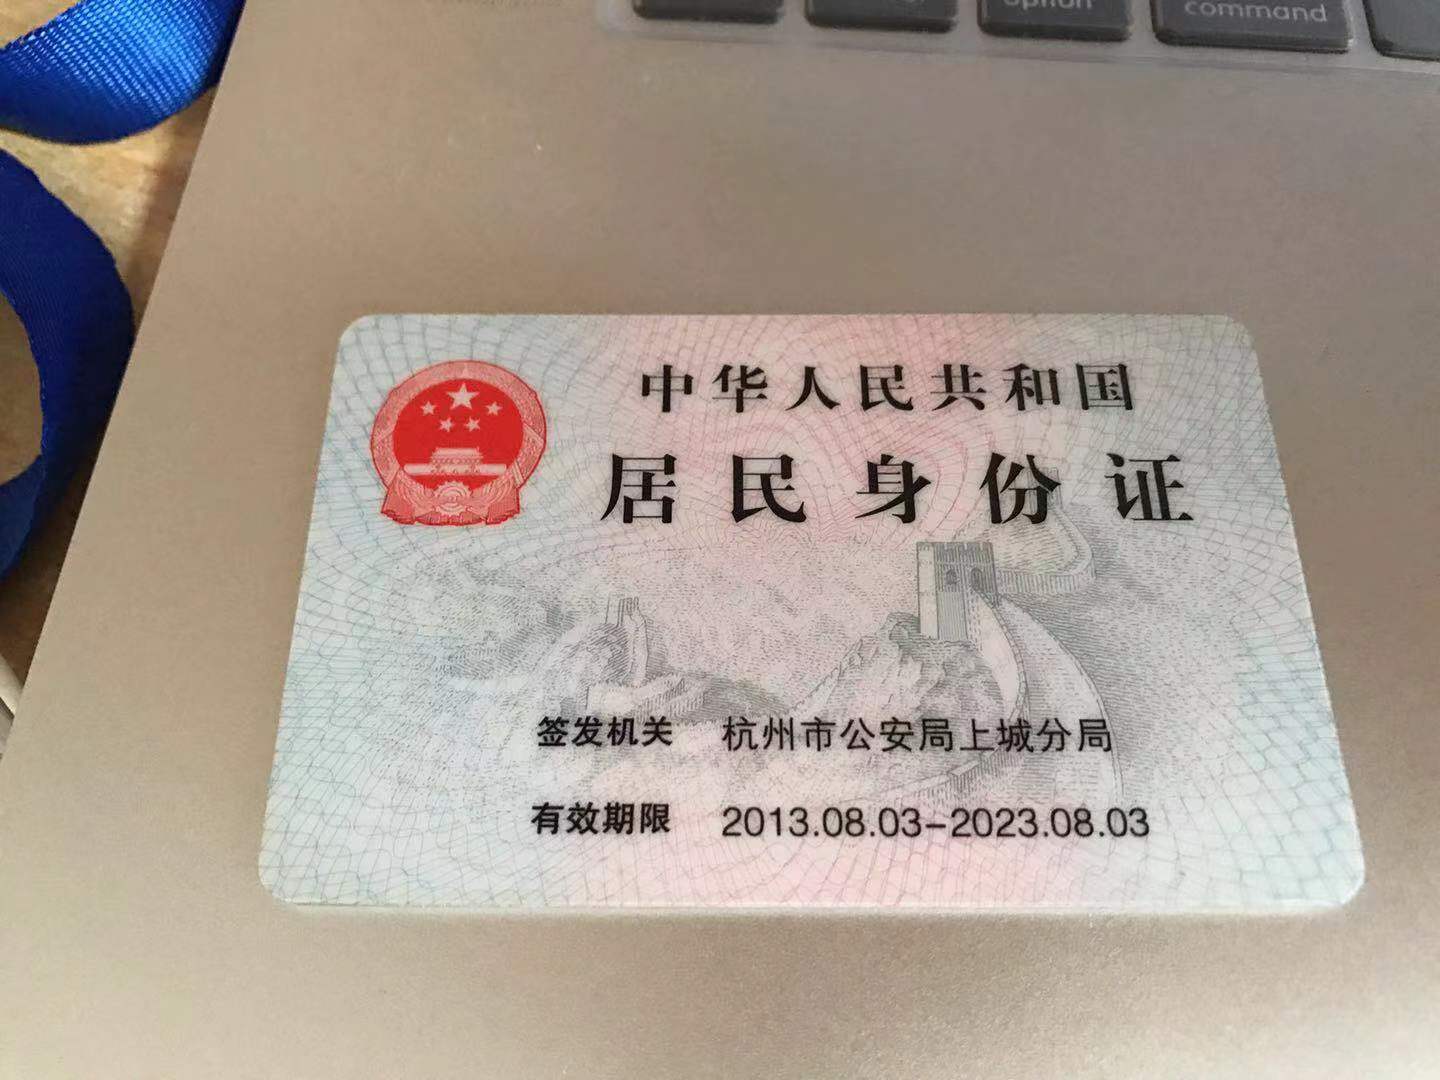 option
command
中华人民共和国
居民身份证
签发机关 杭州市公安局上城分局
有效期限 2013.08.03-2023.08.03